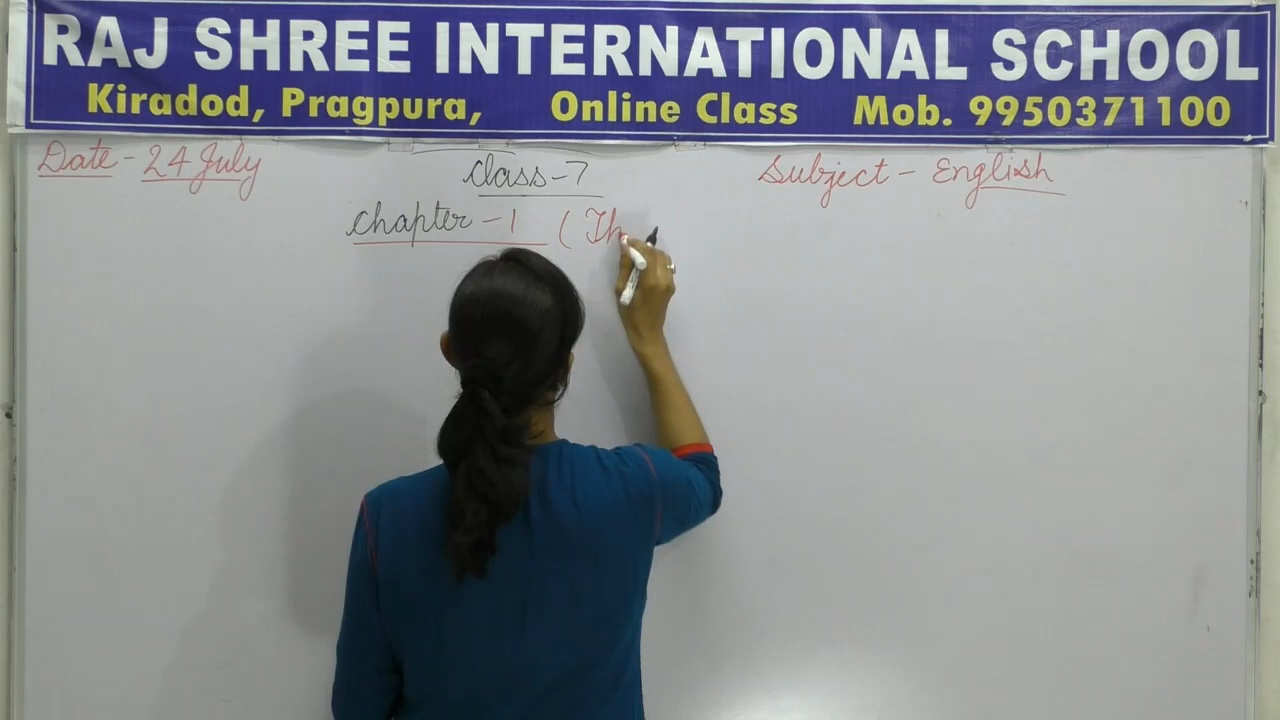 RAJ SHREE INTERNATIONAL SCHOOL
Kiradod, Pragpura, Online Class Mob. 9950371100
Date - 24 July Class-7 Subject - English
Chapter - 1 ( Th